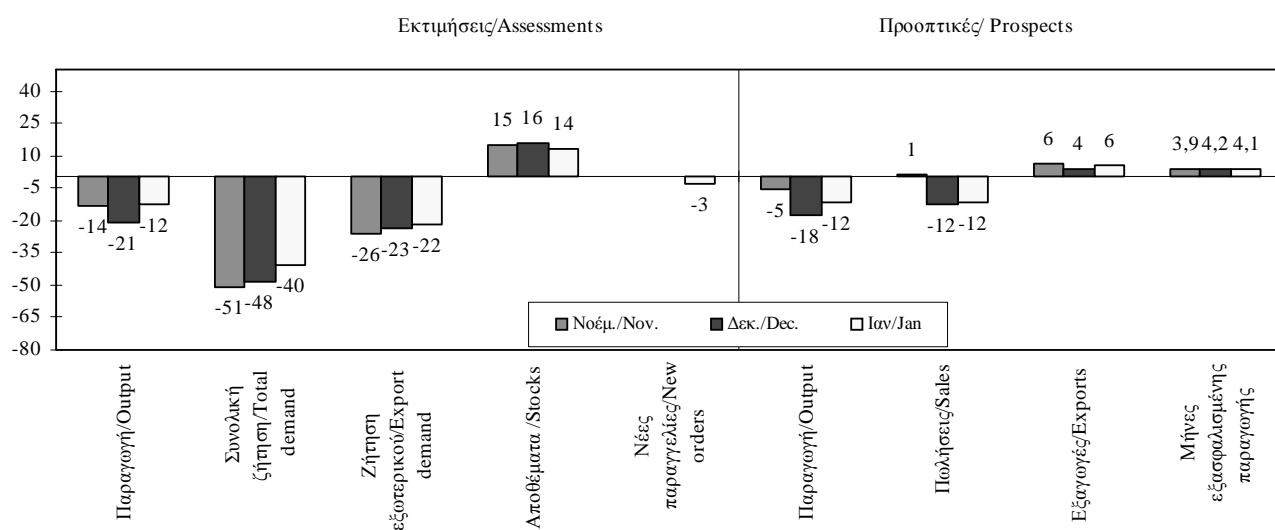 Εκτιμήσεις/Assessments
Προοπτικές/ Prospects
40
25
10
-5
-20
-35
-50
-65
-80
-14
-21
-12
-51
-48
-40
-26
-23
-22
15
16
14
-3
-5
-18
-12
1
-12
-12
6
4
6
3,9
4,2
4,1
Νοέμ./Nov.
Δεκ./Dec.
Ιαν/Jan
Παραγωγή/Output
Συνολική
ζήτηση/Total
demand
Ζήτηση
εξωτερικού/Export
demand
Αποθέματα /Stocks
Νέες
παραγγελίες/New
orders
Παραγωγή/Output
Πωλήσεις/Sales
Εξαγωγές/Exports
Μήνες
εξασφαλισμένης
παραγωγής